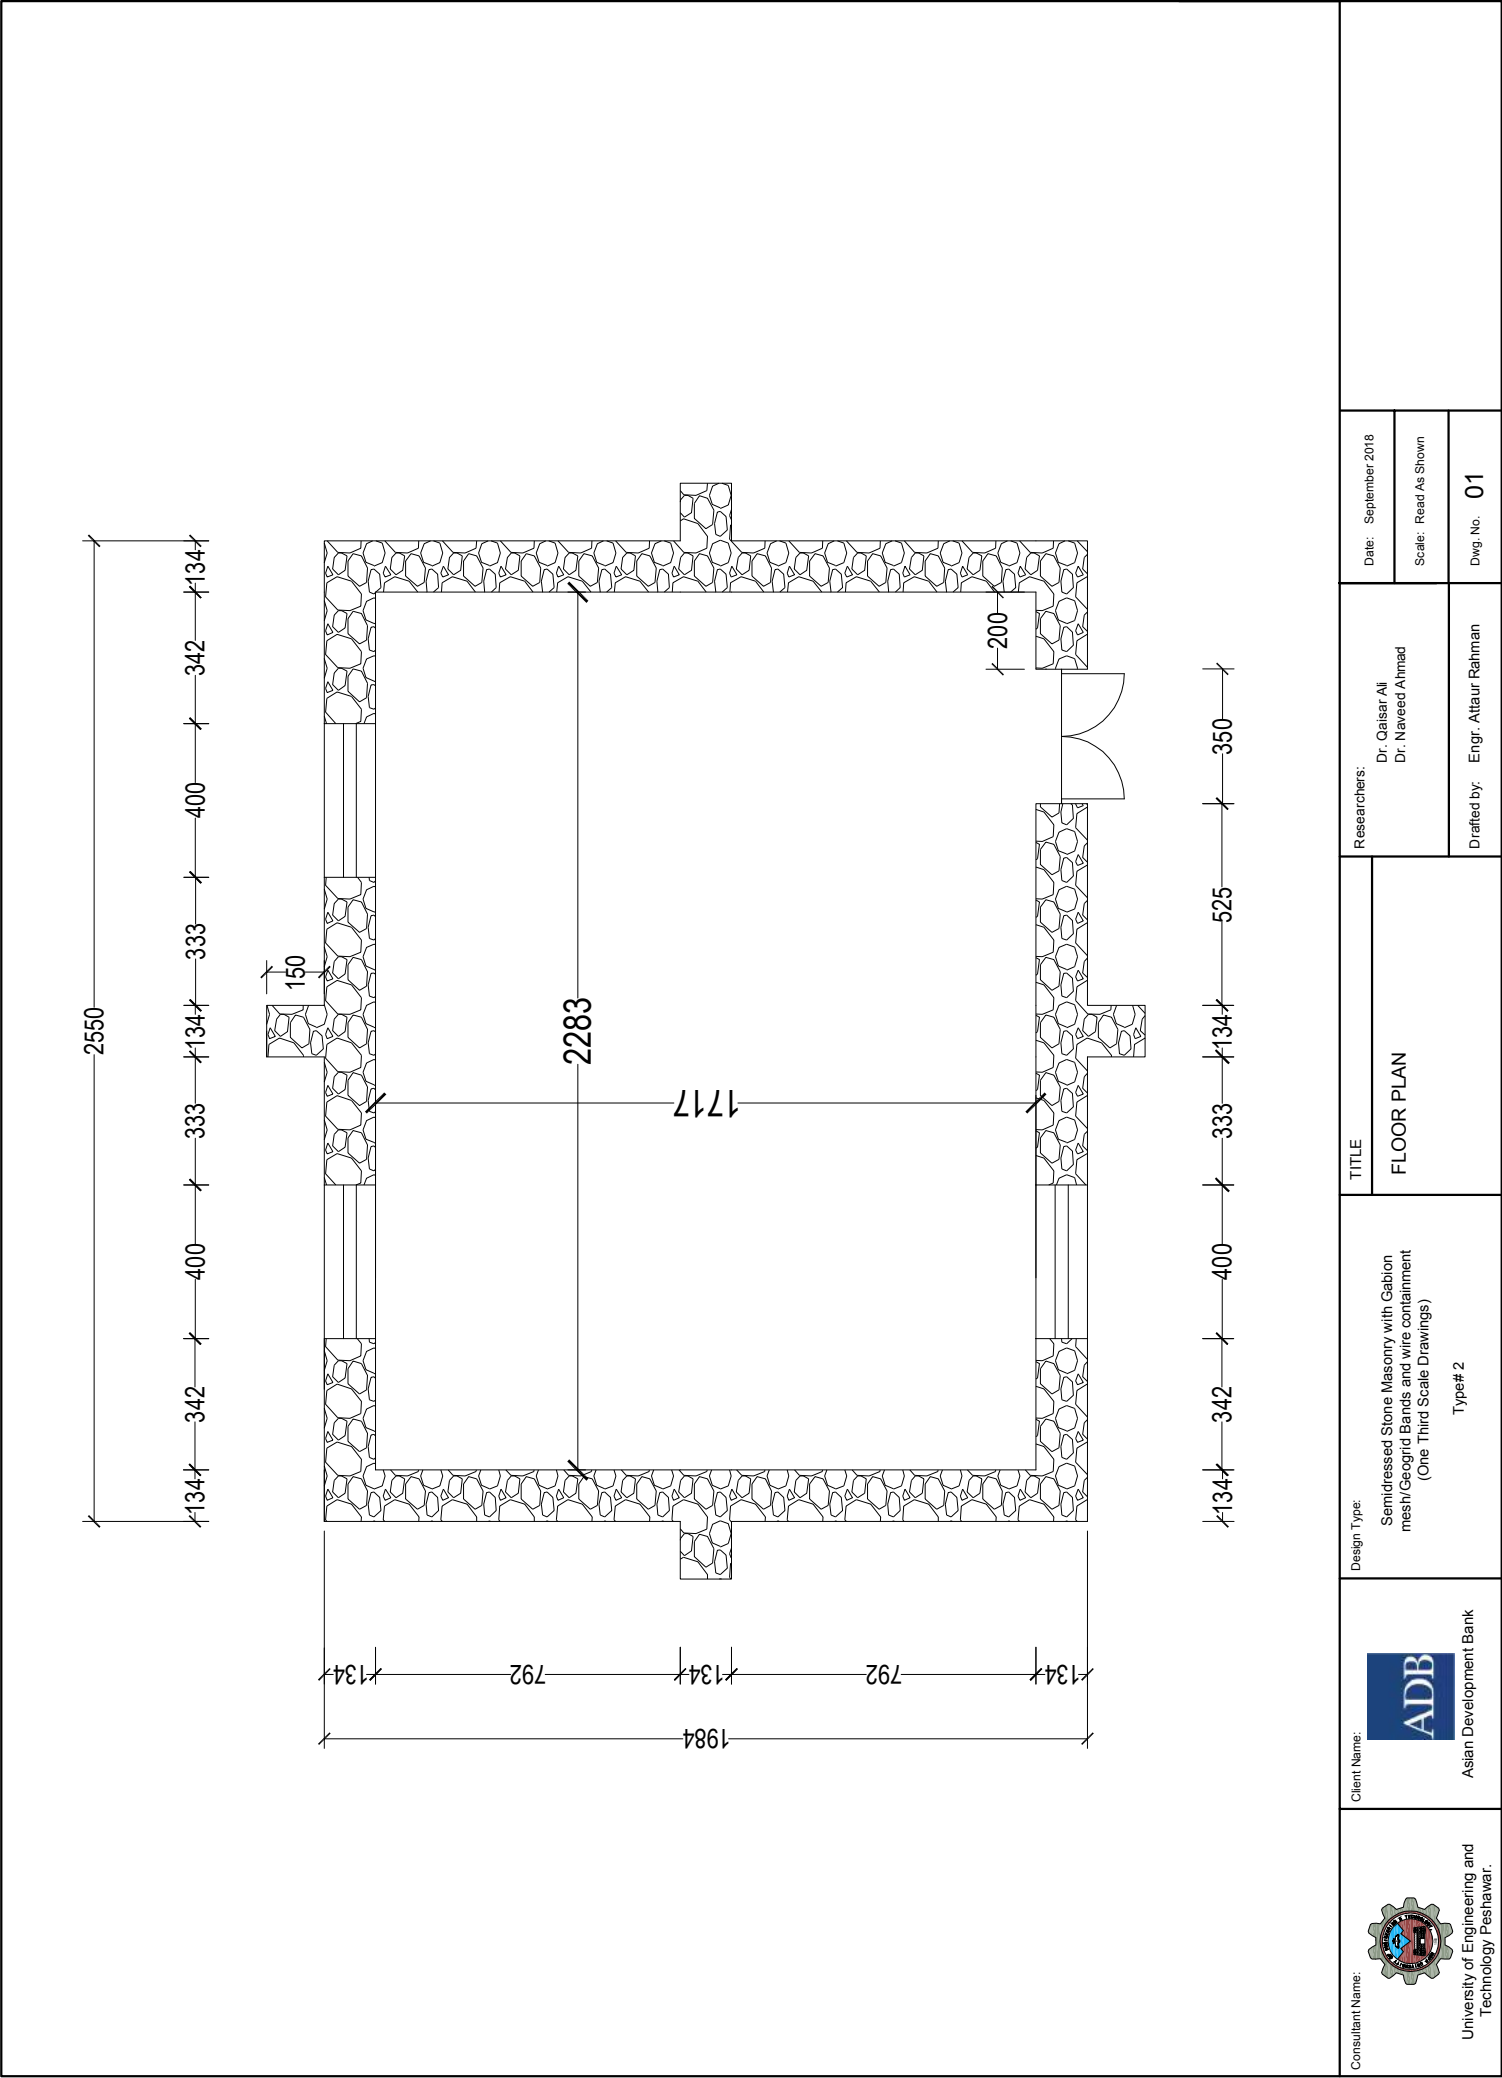 2550
134
342
400
333
134
333
400
342
134
150
2283
1717
200
134
342
400
333
134
525
350
134
792
134
792
134
1984
Consultant Name:
University of Engineering and
Technology Peshawar.
Client Name:
ADB
Asian Development Bank
Design Type:
Semidressed Stone Masonry with Gabion
mesh/Geogrid Bands and wire containment
(One Third Scale Drawings)
Type# 2
TITLE
FLOOR PLAN
Researchers:
Dr. Qaisar Ali
Dr. Naveed Ahmad
Drafted by: Engr. Attaur Rahman
Date: September 2018
Scale: Read As Shown
Dwg. No. 01